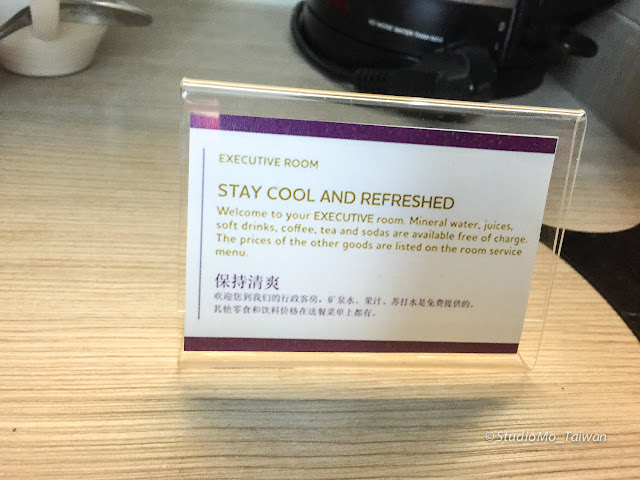 EXECUTIVE ROOM
STAY COOL AND REFRESHED
Welcome to your EXECUTIVE room. Mineral water, juices,
soft drinks, coffee, tea and sodas are available free of charge.
The prices of the other goods are listed on the room service
menu.
保持清爽
欢迎您到我们的行政客房。矿泉水、果汁、苏打水是免费提供的。
其他零食和饮料价格在送餐菜单上都有。
©StudioMo_Taiwan